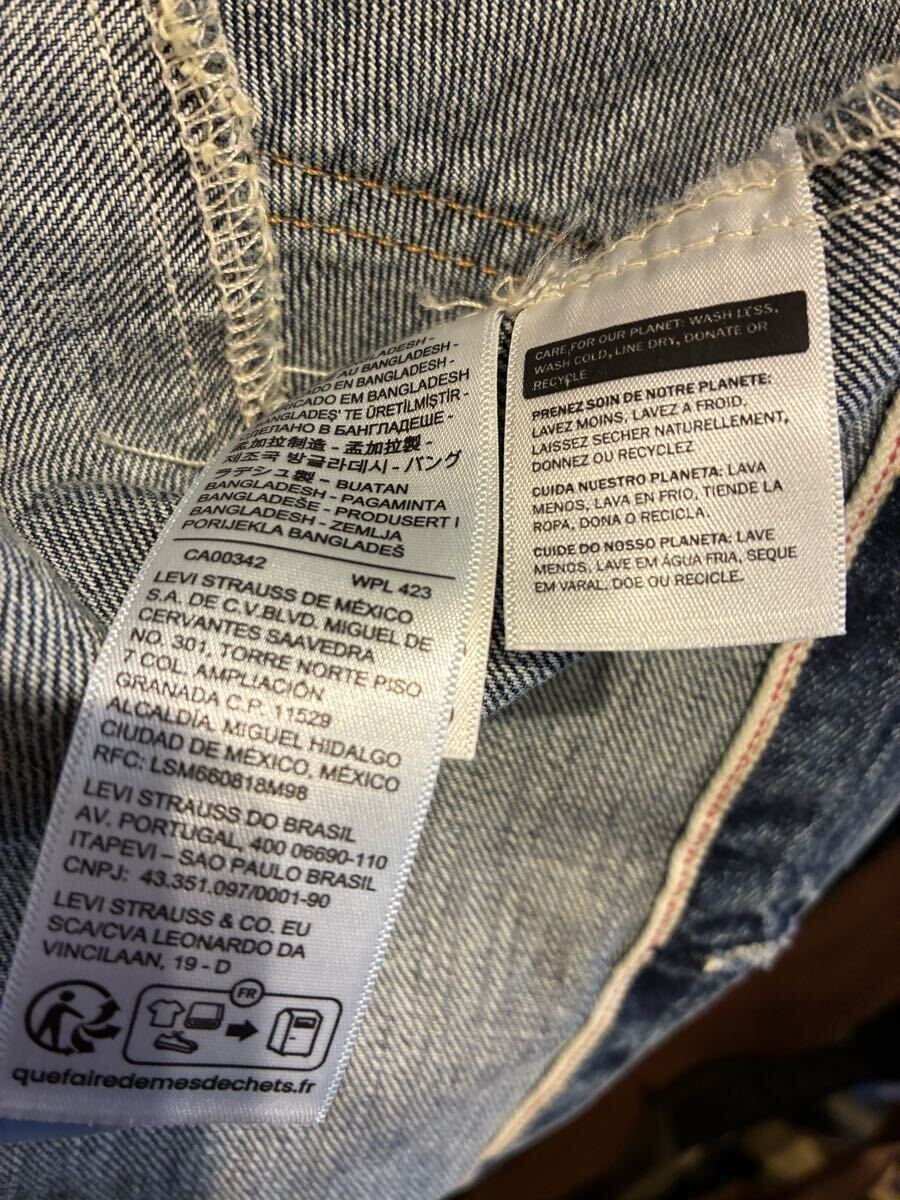 BANGLADESH -
AU BANGLADESH -
EN BANGLADESH -
EM BANGLADESH
BANGLADEŞ' TE ÜRETİLMİŞTİR -
СДЕЛАНО В БАНГЛАДЕШЕ -
孟加拉制造 - 孟加拉製 -
제조국 방글라데시 - バング
ラデシュ製 - BUATAN
BANGLADESH - PAGAMINTA
BANGLADEŠE - PRODUSERT I
BANGLADESH - ZEMLJA
PORIJEKLA BANGLADEŠ
CA00342 WPL 423
LEVI STRAUSS DE MÉXICO
S.A. DE C.V.BLVD. MIGUEL DE
CERVANTES SAAVEDRA
NO. 301, TORRE NORTE PISO
7 COL. AMPLIACIÓN
GRANADA C.P. 11529
ALCALDÍA. MIGUEL HIDALGO
CIUDAD DE MÉXICO, MÉXICO
RFC: LSM660818M98
LEVI STRAUSS DO BRASIL
AV. PORTUGAL, 400 06690-110
ITAPEVI – SAO PAULO BRASIL
CNPJ: 43.351.097/0001-90
LEVI STRAUSS & CO. EU
SCA/CVA LEONARDO DA
VINCILAAN, 19 - D
FR
quefairedemesdechets.fr
CARE FOR OUR PLANET: WASH LESS,
WASH COLD, LINE DRY, DONATE OR
RECYCLE
PRENEZ SOIN DE NOTRE PLANETE:
LAVEZ MOINS, LAVEZ A FROID,
LAISSEZ SECHER NATURELLEMENT,
DONNEZ OU RECYCLEZ
CUIDA NUESTRO PLANETA: LAVA
MENOS, LAVA EN FRIO, TIENDE LA
ROPA, DONA O RECICLA.
CUIDE DO NOSSO PLANETA: LAVE
MENOS, LAVE EM ÁGUA FRIA, SEQUE
EM VARAL, DOE OU RECICLE.